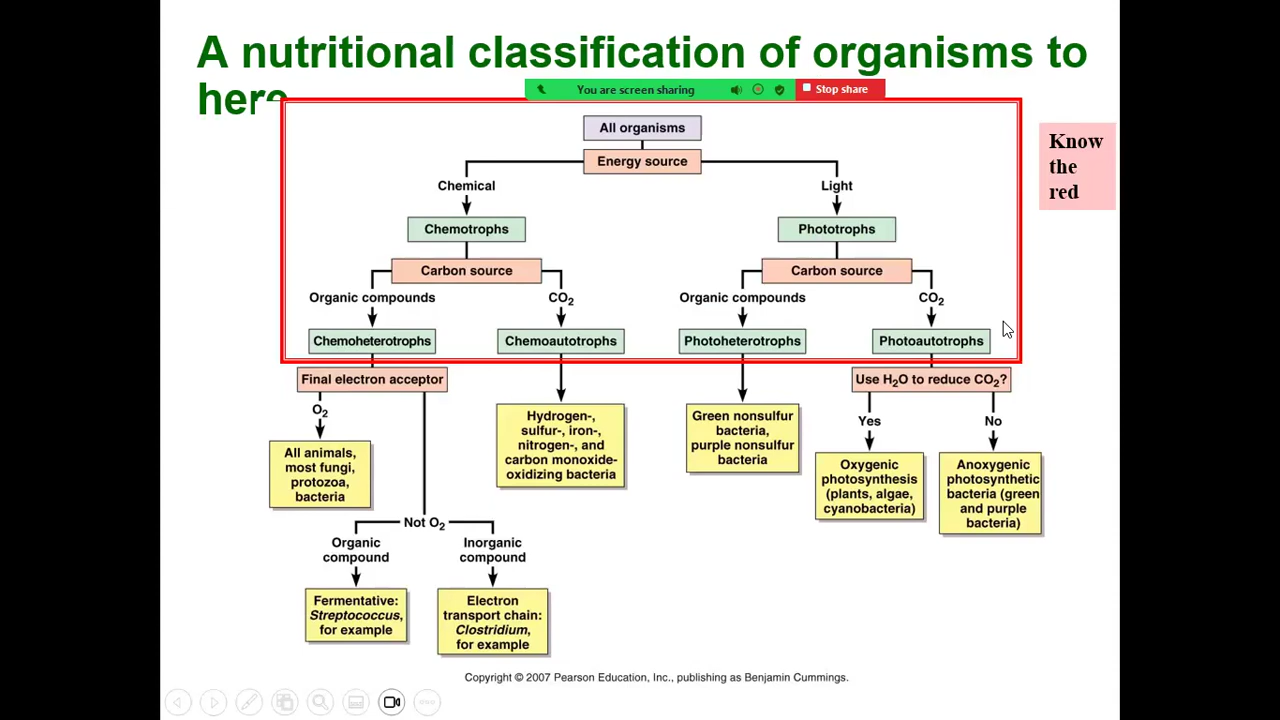 A nutritional classification of organisms to
here
You are screen sharing
Stop share
Know
the
red
All organisms
Energy source
Chemical
Light
Chemotrophs
Phototrophs
Carbon source
Carbon source
Organic compounds
CO₂
Organic compounds
CO₂
Chemoheterotrophs
Chemoautotrophs
Photoheterotrophs
Photoautotrophs
Final electron acceptor
Use H₂O to reduce CO₂?
O₂
Yes
No
All animals,
most fungi,
protozoa,
bacteria
Hydrogen-,
sulfur-, iron-,
nitrogen-, and
carbon monoxide-
oxidizing bacteria
Green nonsulfur
bacteria,
purple nonsulfur
bacteria
Oxygenic
photosynthesis
(plants, algae,
cyanobacteria)
Anoxygenic
photosynthetic
bacteria (green
and purple
bacteria)
Not O₂
Organic
compound
Inorganic
compound
Fermentative:
Streptococcus,
for example
Electron
transport chain:
Clostridium,
for example
Copyright © 2007 Pearson Education, Inc., publishing as Benjamin Cummings.